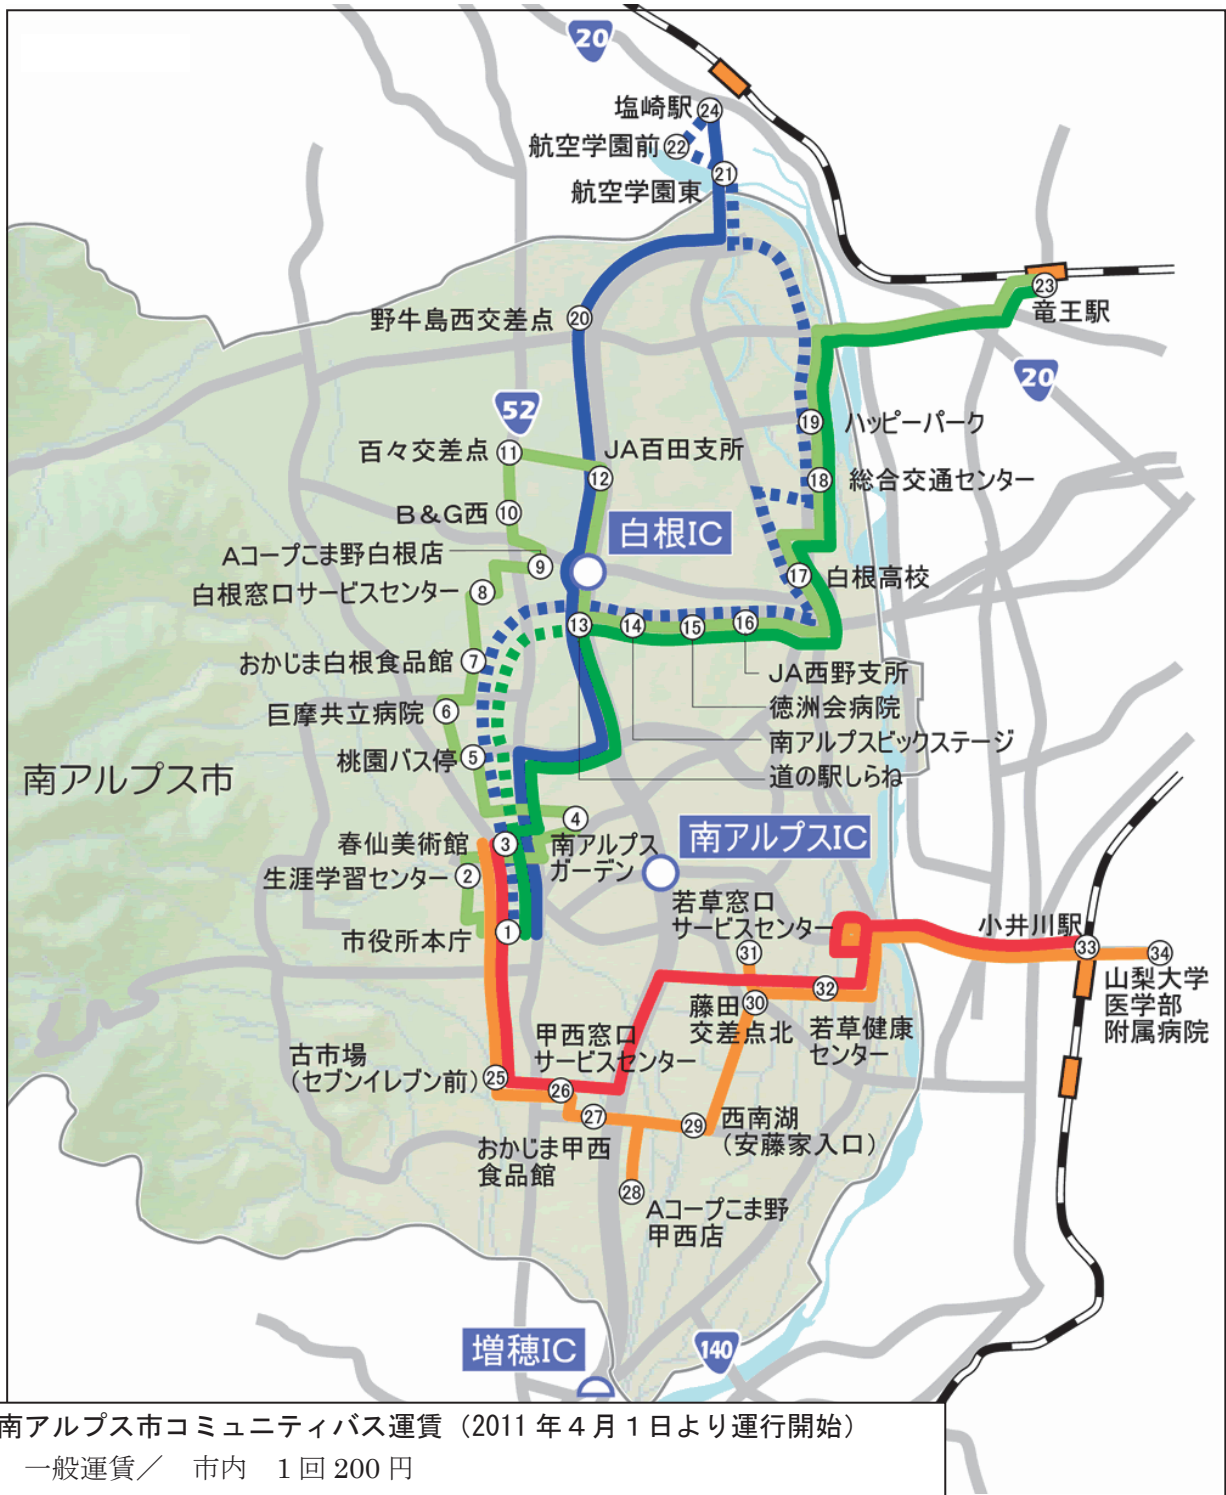 20
塩崎駅 24
航空学園前 22
21
航空学園東
23
竜王駅
野牛島西交差点 20
20
52
19 ハッピーパーク
百々交差点 11
JA百田支所
12
18 総合交通センター
B&G西 10
白根IC
Aコープこま野白根店
9
17 白根高校
白根窓口サービスセンター 8
13 14 15 16
おかじま白根食品館 7
JA西野支所
徳洲会病院
巨摩共立病院 6
南アルプスビックステージ
桃園バス停 5
道の駅しらね
南アルプス市
4
春仙美術館 3
南アルプス
ガーデン
南アルプスIC
生涯学習センター 2
若草窓口
サービスセンター
市役所本庁 1
小井川駅
33
34
31
山梨大学
医学部
附属病院
32
藤田 30
交差点北
若草健康
センター
甲西窓口
サービスセンター
古市場
(セブンイレブン前) 25
26
27
29
西南湖
(安藤家入口)
おかじま甲西
食品館
28
Aコープこま野
甲西店
増穂IC
140
南アルプス市コミュニティバス運賃（2011年４月１日より運行開始）
一般運賃／　市内　１回 200 円